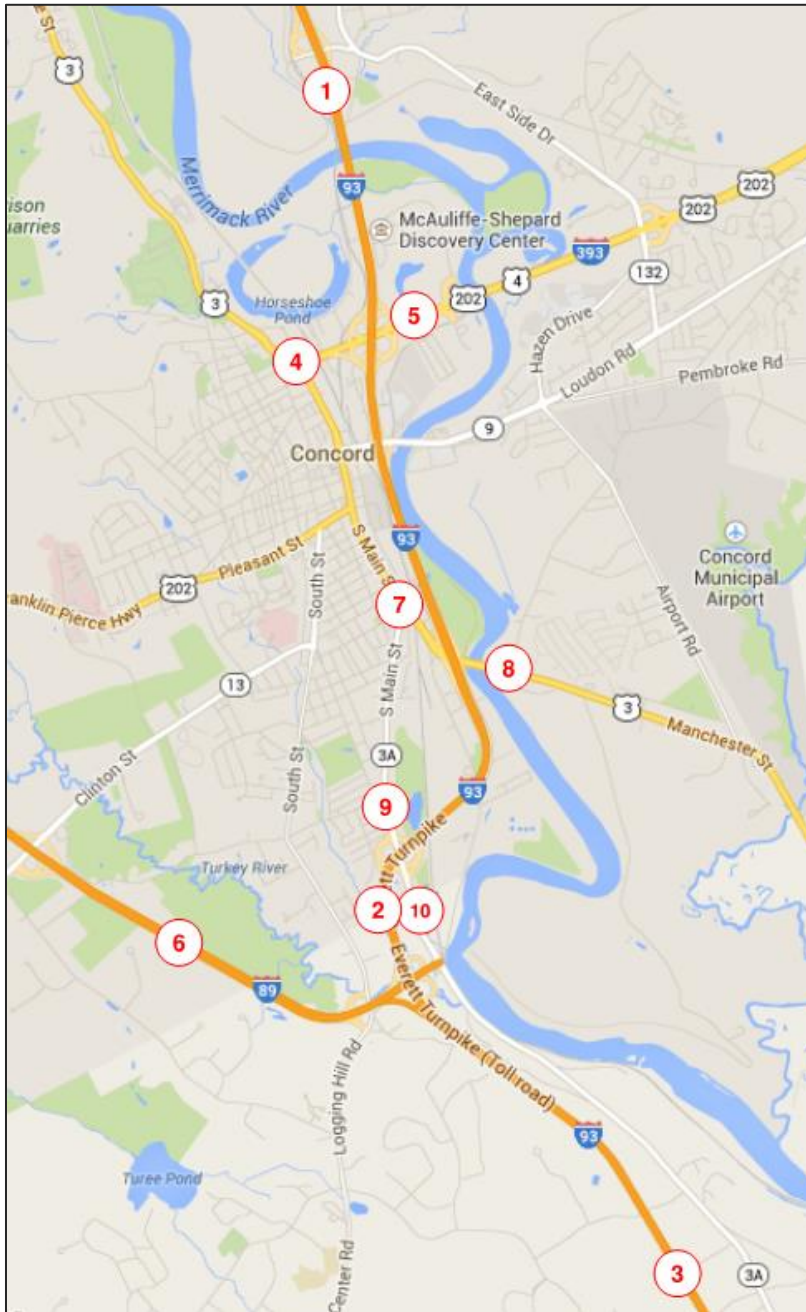 e St
3
1
East Side Dr
Merrimack River
93
202
ison
uarries
McAuliffe-Shepard
Discovery Center
202
393
132
4
202
3
Horseshoe
Pond
5
Hazen Drive
4
Loudon Rd
Pembroke Rd
9
Concord
93
S Main St
Pleasant St
South St
202
Concord
Municipal
Airport
ranklin Pierce Hwy
7
Airport Rd
S Main St
8
13
3
Manchester St
3A
Clinton St
South St
93
9
ett Turnpike
Turkey River
2
10
6
89
Everett Turnpike (Toll road)
Logging Hill Rd
93
Turee Pond
Center Rd
3
3A